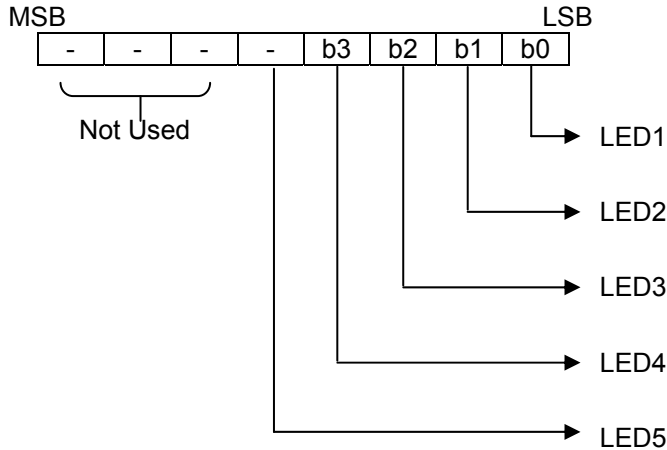 MSB LSB
- - - - b3 b2 b1 b0
Not Used
LED1
LED2
LED3
LED4
LED5